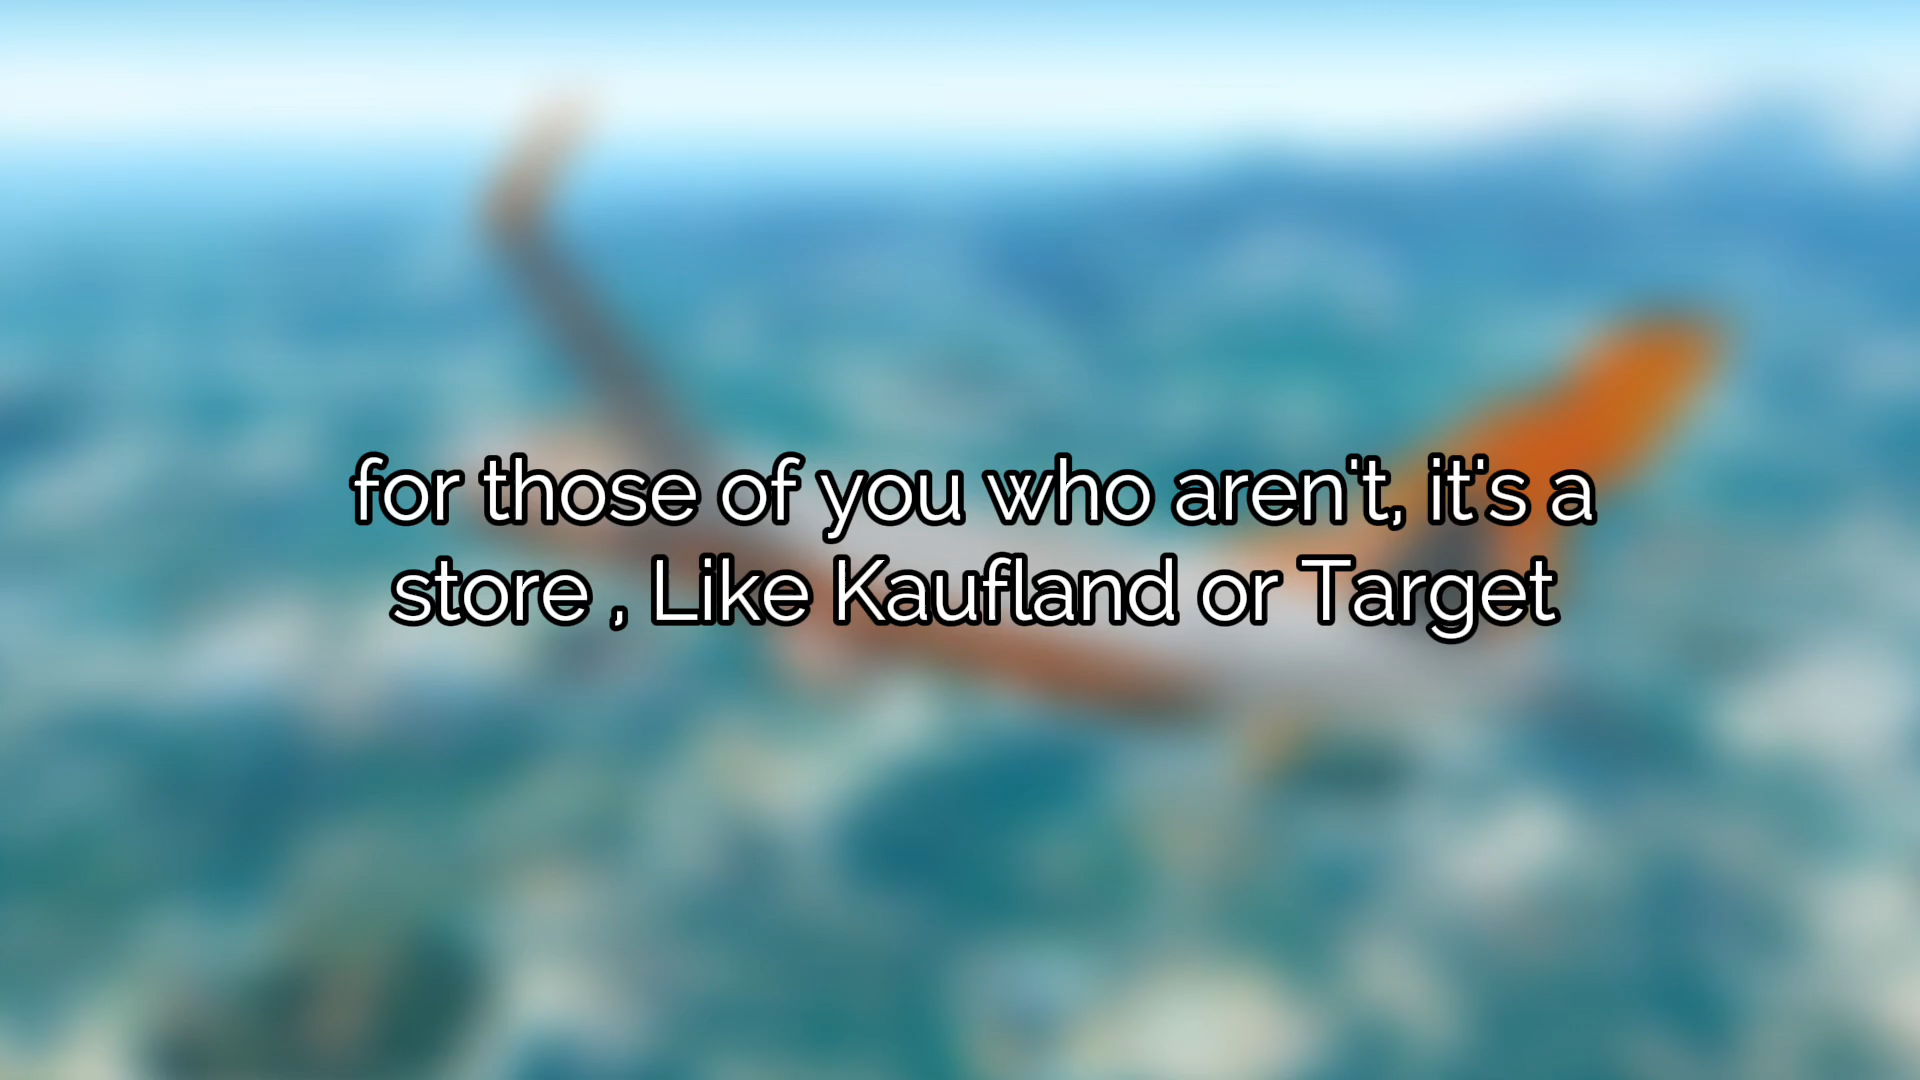 for those of you who aren't, it's a
store , Like Kaufland or Target